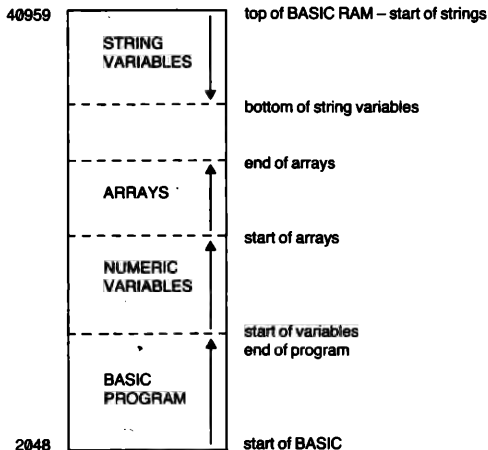 40959
top of BASIC RAM – start of strings
STRING
VARIABLES
bottom of string variables
end of arrays
ARRAYS
start of arrays
NUMERIC
VARIABLES
start of variables
end of program
BASIC
PROGRAM
2048
start of BASIC